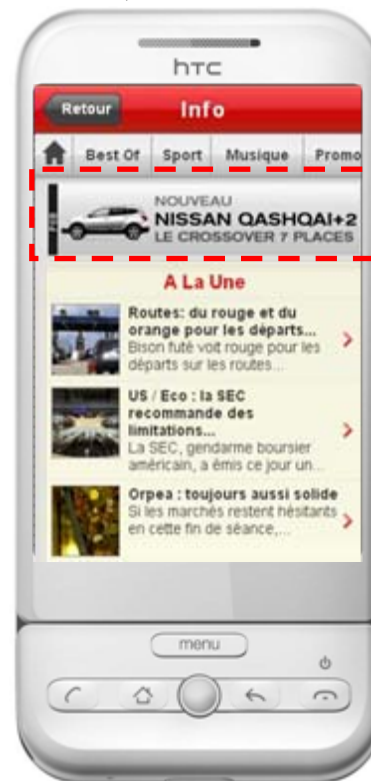 hTC
Retour
Info
Best Of
Sport
Musique
Promo
NOUVEAU
NISSAN QASHQAI+2
LE CROSSOVER 7 PLACES
A La Une
Routes: du rouge et du
orange pour les départs...
Bison futé voit rouge pour les
départs sur les routes...
US / Eco : la SEC
recommande des
limitations...
La SEC, gendarme boursier
américain, a émis ce jour un...
Orpea : toujours aussi solide
Si les marchés restent hésitants
en cette fin de séance,...
menu